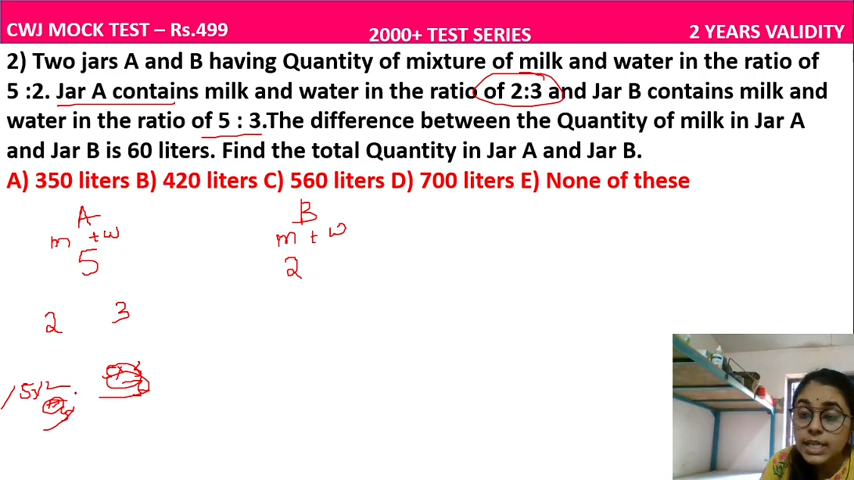 CWJ MOCK TEST – Rs.499
2000+ TEST SERIES
2 YEARS VALIDITY
2) Two jars A and B having Quantity of mixture of milk and water in the ratio of
5 :2. Jar A contains milk and water in the ratio of 2:3 and Jar B contains milk and
water in the ratio of 5 : 3.The difference between the Quantity of milk in Jar A
and Jar B is 60 liters. Find the total Quantity in Jar A and Jar B.
A) 350 liters B) 420 liters C) 560 liters D) 700 liters E) None of these
A B
m + w m + w
5 2
2 3